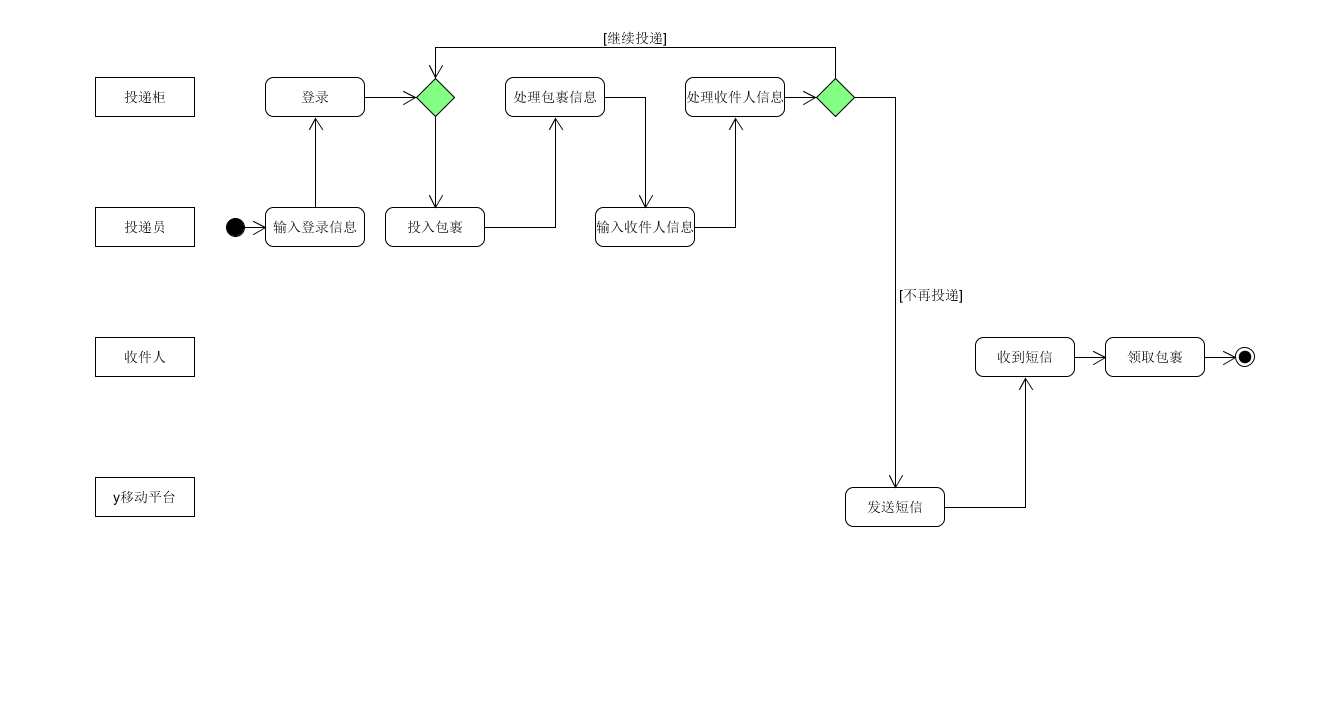 [继续投递]
投递柜
登录
处理包裹信息
处理收件人信息
投递员
输入登录信息
投入包裹
输入收件人信息
[不再投递]
收件人
收到短信
领取包裹
y移动平台
发送短信